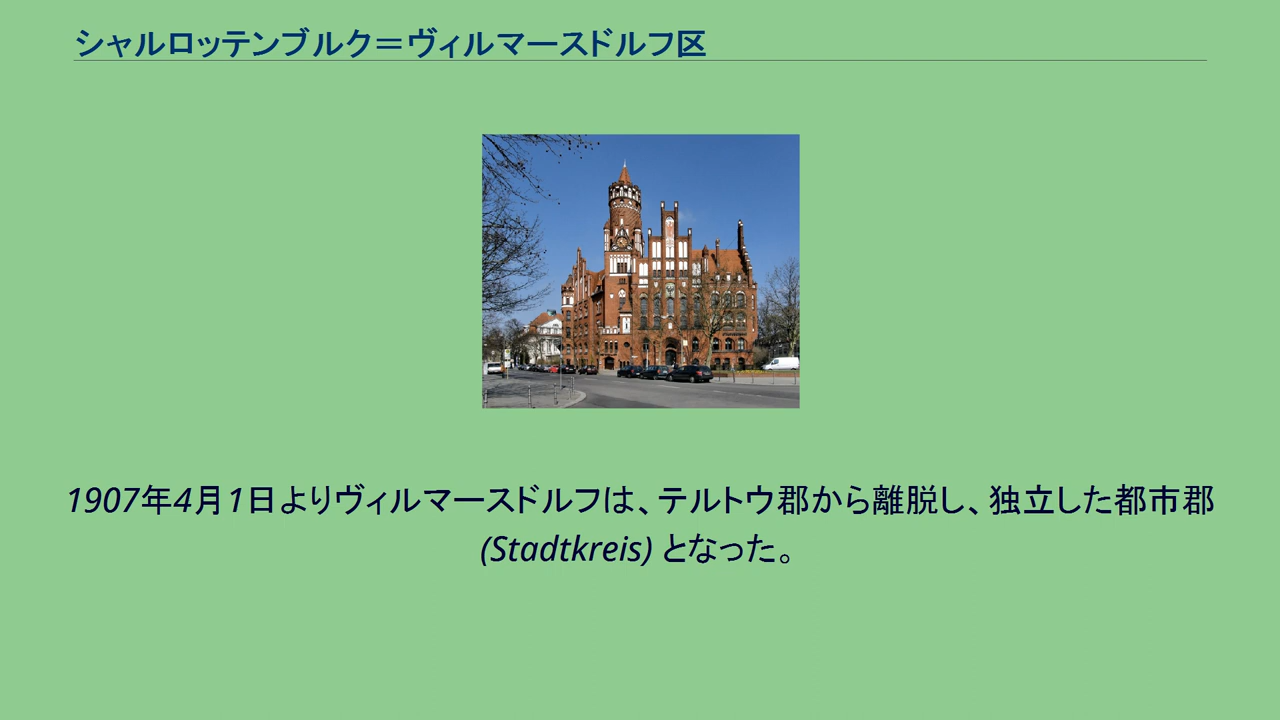 シャルロッテンブルク＝ヴィルマースドルフ区
1907年4月1日よりヴィルマースドルフは、テルトウ郡から離脱し、独立した都市郡
(Stadtkreis) となった。